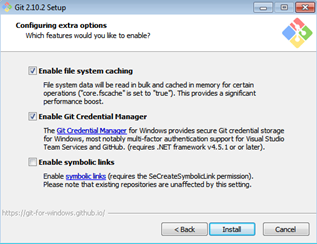 Git 2.10.2 Setup
Configuring extra options
Which features would you like to enable?
Enable file system caching
File system data will be read in bulk and cached in memory for certain
operations ("core.fscache" is set to "true"). This provides a significant
performance boost.
Enable Git Credential Manager
The Git Credential Manager for Windows provides secure Git credential storage
for Windows, most notably multi-factor authentication support for Visual Studio
Team Services and GitHub. (requires .NET framework v4.5.1 or or later).
Enable symbolic links
Enable symbolic links (requires the SeCreateSymbolicLink permission).
Please note that existing repositories are unaffected by this setting.
https://git-for-windows.github.io/
< Back Install Cancel